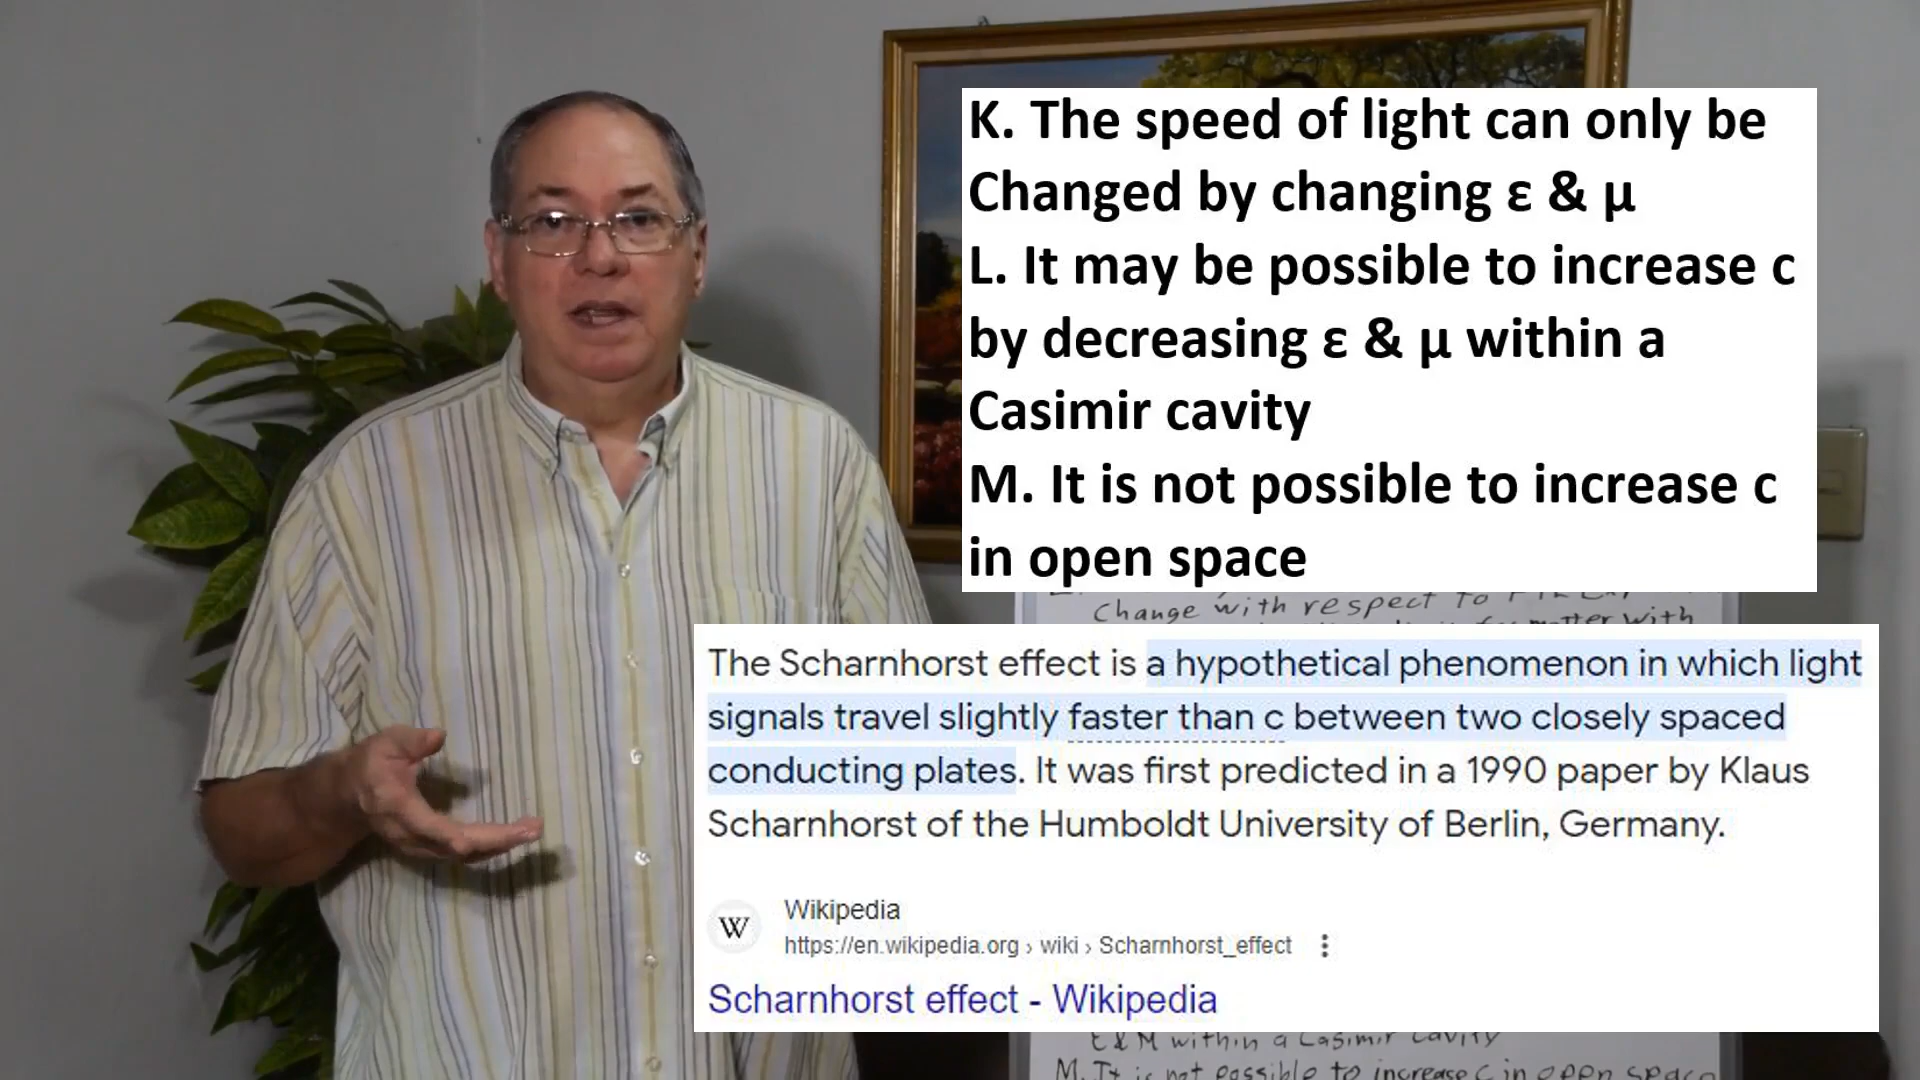 K. The speed of light can only be
Changed by changing ε & μ
L. It may be possible to increase c
by decreasing ε & μ within a
Casimir cavity
M. It is not possible to increase c
in open space
Change with respect to
matter with
The Scharnhorst effect is a hypothetical phenomenon in which light
signals travel slightly faster than c between two closely spaced
conducting plates. It was first predicted in a 1990 paper by Klaus
Scharnhorst of the Humboldt University of Berlin, Germany.
W
Wikipedia
https://en.wikipedia.org › wiki › Scharnhorst_effect
Scharnhorst effect - Wikipedia
within a Casimir cavity
M. It is not possible to increase c in open space